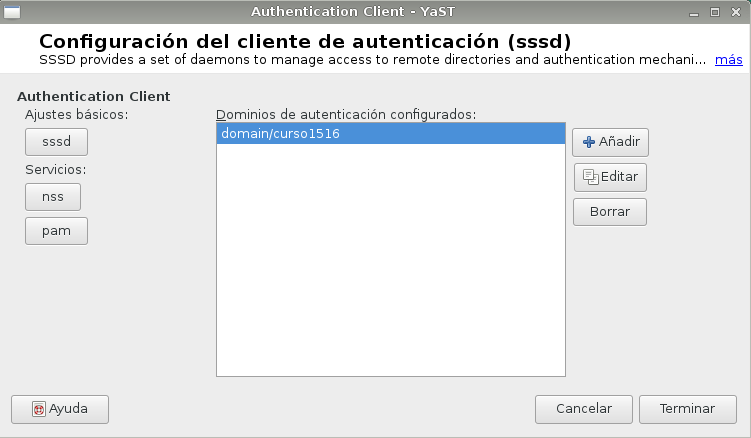 Authentication Client - YaST
Configuración del cliente de autenticación (sssd)
SSSD provides a set of daemons to manage access to remote directories and authentication mechani... más
Authentication Client
Ajustes básicos:
sssd
Servicios:
nss
pam
Dominios de autenticación configurados:
domain/curso1516
Añadir
Editar
Borrar
Ayuda
Cancelar
Terminar